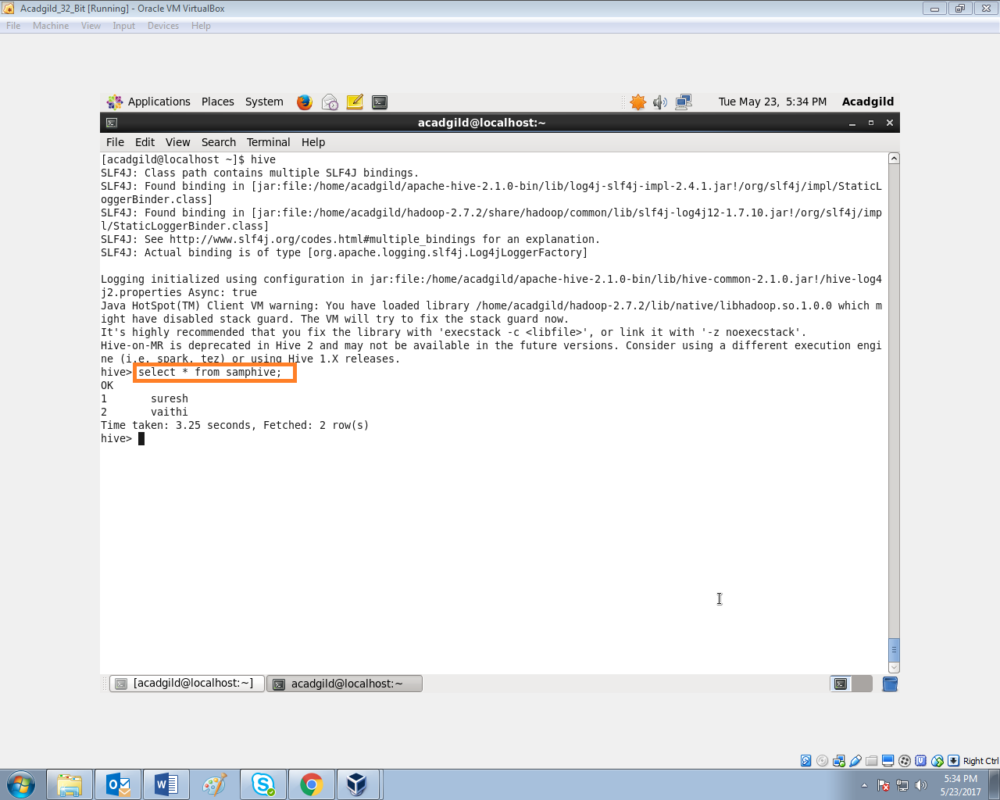 Acadgild_32_Bit [Running] - Oracle VM VirtualBox
File Machine View Input Devices Help
Applications Places System Tue May 23, 5:34 PM Acadgild
acadgild@localhost:~
File Edit View Search Terminal Help
[acadgild@localhost ~]$ hive
SLF4J: Class path contains multiple SLF4J bindings.
SLF4J: Found binding in [jar:file:/home/acadgild/apache-hive-2.1.0-bin/lib/log4j-slf4j-impl-2.4.1.jar!/org/slf4j/impl/StaticL
oggerBinder.class]
SLF4J: Found binding in [jar:file:/home/acadgild/hadoop-2.7.2/share/hadoop/common/lib/slf4j-log4j12-1.7.10.jar!/org/slf4j/imp
l/StaticLoggerBinder.class]
SLF4J: See http://www.slf4j.org/codes.html#multiple_bindings for an explanation.
SLF4J: Actual binding is of type [org.apache.logging.slf4j.Log4jLoggerFactory]
Logging initialized using configuration in jar:file:/home/acadgild/apache-hive-2.1.0-bin/lib/hive-common-2.1.0.jar!/hive-log4
j2.properties Async: true
Java HotSpot(TM) Client VM warning: You have loaded library /home/acadgild/hadoop-2.7.2/lib/native/libhadoop.so.1.0.0 which m
ight have disabled stack guard. The VM will try to fix the stack guard now.
It's highly recommended that you fix the library with 'execstack -c <libfile>', or link it with '-z noexecstack'.
Hive-on-MR is deprecated in Hive 2 and may not be available in the future versions. Consider using a different execution engi
ne (i.e. spark, tez) or using Hive 1.X releases.
hive> select * from samphive;
OK
1 suresh
2 vaithi
Time taken: 3.25 seconds, Fetched: 2 row(s)
hive>
[acadgild@localhost:~] acadgild@localhost:~
Right Ctrl
5:34 PM
5/23/2017